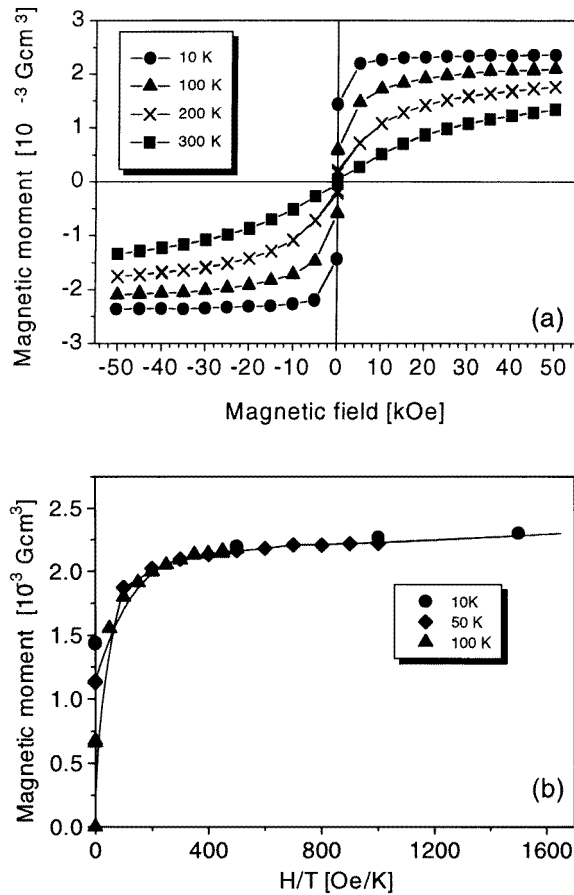 Magnetic moment [10 ⁻³ Gcm³]
3
2
1
0
-1
-2
-3
10 K
100 K
200 K
300 K
(a)
-50 -40 -30 -20 -10 0 10 20 30 40 50
Magnetic field [kOe]
Magnetic moment [10⁻³ Gcm³]
2.5
2.0
1.5
1.0
0.5
0.0
10K
50 K
100 K
(b)
0 400 800 1200 1600
H/T [Oe/K]